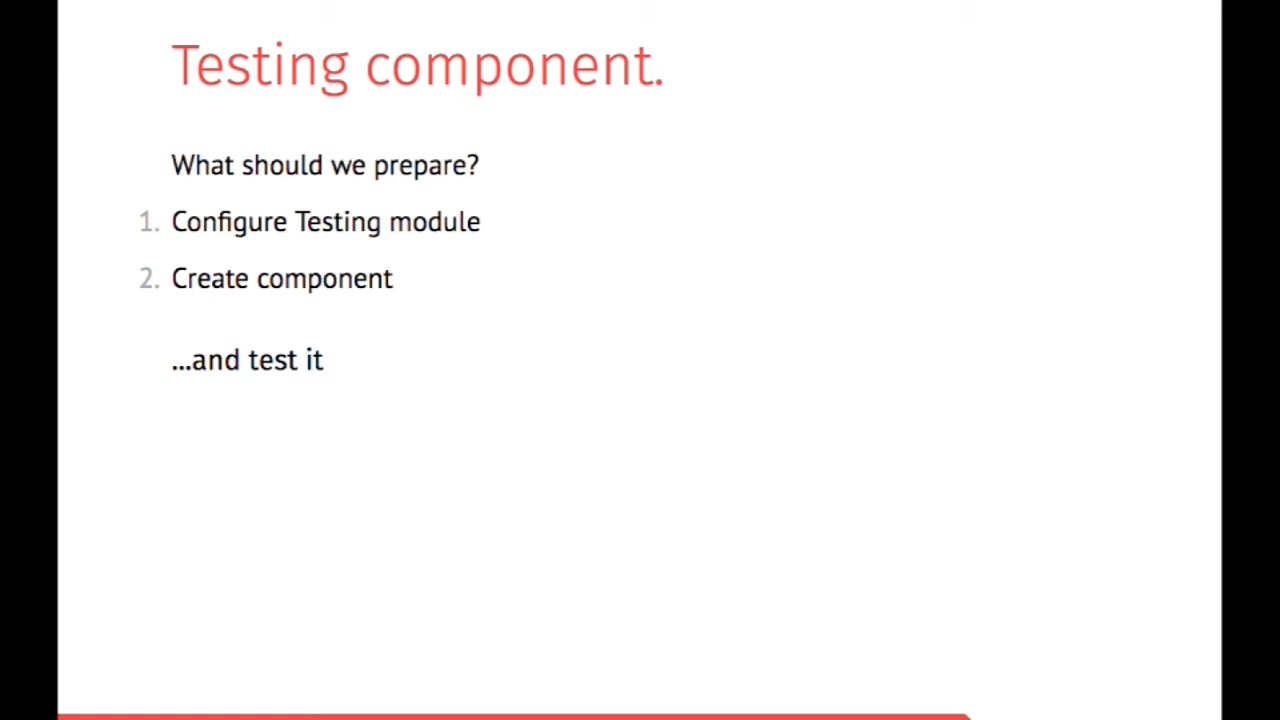 Testing component.
What should we prepare?
1. Configure Testing module
2. Create component
...and test it